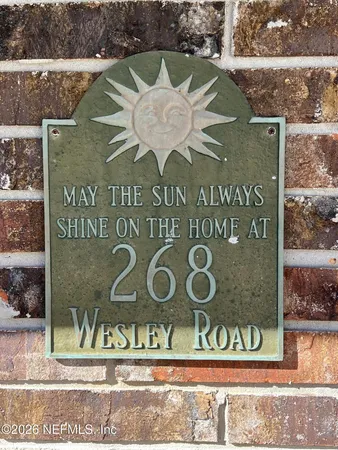 MAY THE SUN ALWAYS
SHINE ON THE HOME AT
268
WESLEY ROAD
©2026 NEFMLS, Inc